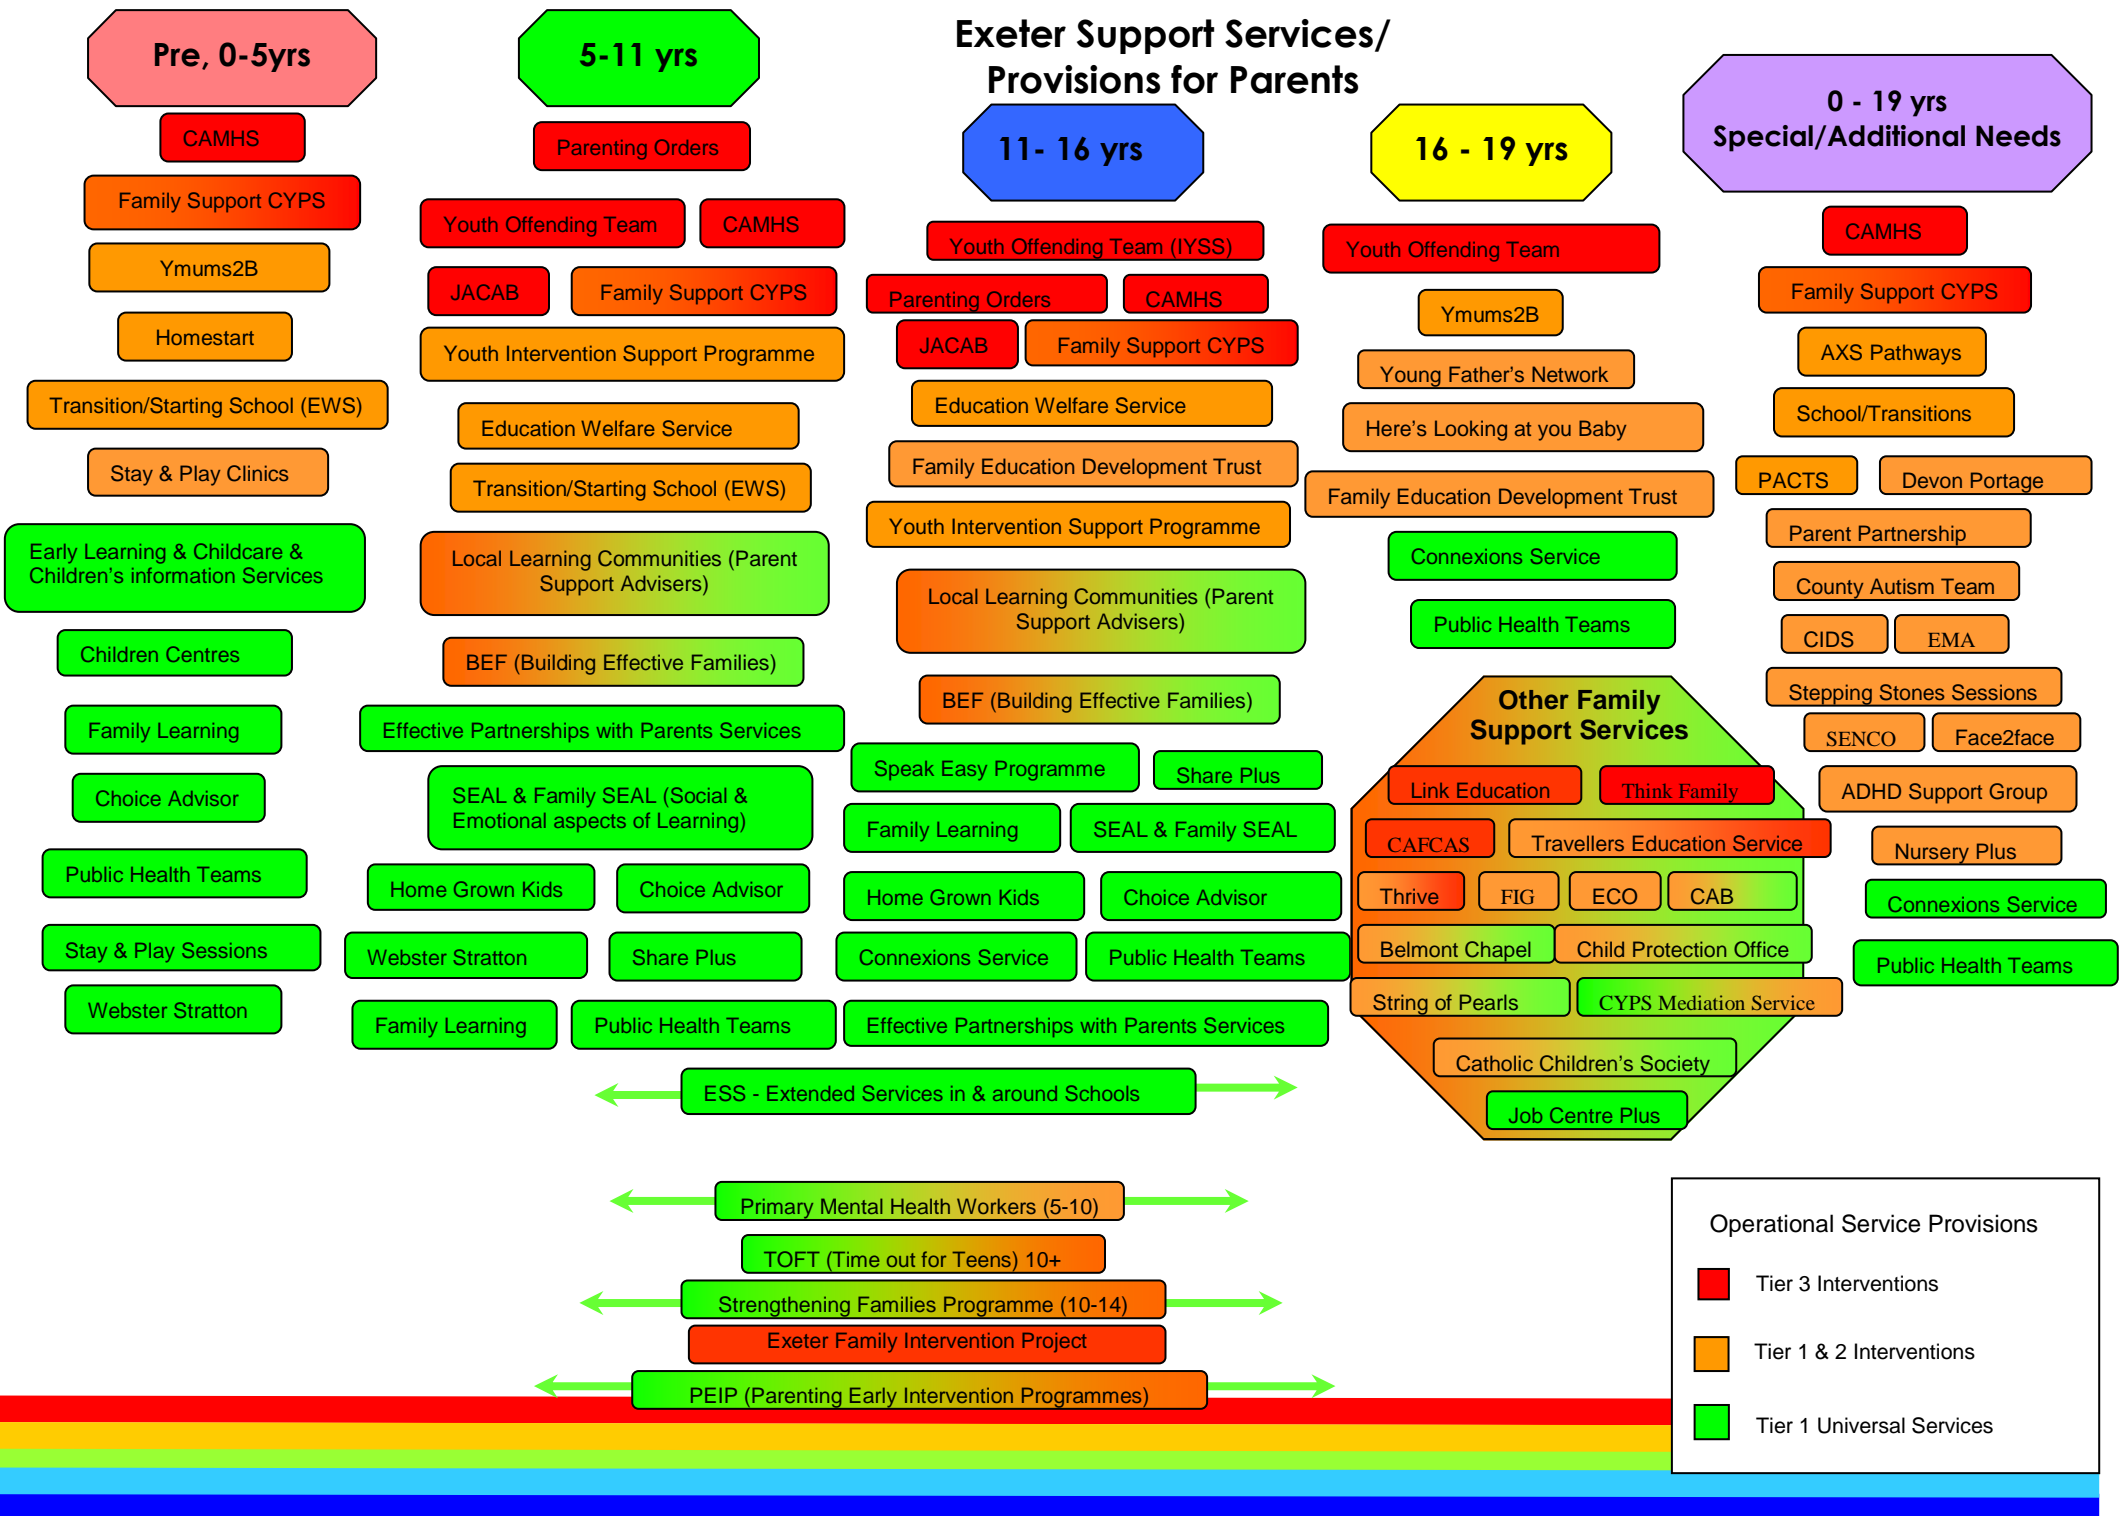 Exeter Support Services/
Provisions for Parents
Pre, 0-5yrs
CAMHS
Family Support CYPS
Ymums2B
Homestart
Transition/Starting School (EWS)
Stay & Play Clinics
Early Learning & Childcare &
Children's information Services
Children Centres
Family Learning
Choice Advisor
Public Health Teams
Stay & Play Sessions
Webster Stratton
5-11 yrs
Parenting Orders
Youth Offending Team
CAMHS
JACAB
Family Support CYPS
Youth Intervention Support Programme
Education Welfare Service
Transition/Starting School (EWS)
Local Learning Communities (Parent
Support Advisers)
BEF (Building Effective Families)
Effective Partnerships with Parents Services
SEAL & Family SEAL (Social &
Emotional aspects of Learning)
Home Grown Kids
Choice Advisor
Webster Stratton
Share Plus
Family Learning
Public Health Teams
11- 16 yrs
Youth Offending Team (IYSS)
Parenting Orders
CAMHS
JACAB
Family Support CYPS
Education Welfare Service
Family Education Development Trust
Youth Intervention Support Programme
Local Learning Communities (Parent
Support Advisers)
BEF (Building Effective Families)
Speak Easy Programme
Share Plus
Family Learning
SEAL & Family SEAL
Home Grown Kids
Choice Advisor
Connexions Service
Public Health Teams
Effective Partnerships with Parents Services
16 - 19 yrs
Youth Offending Team
Ymums2B
Young Father's Network
Here's Looking at you Baby
Family Education Development Trust
Connexions Service
Public Health Teams
Other Family
Support Services
Link Education
Think Family
CAFCAS
Travellers Education Service
Thrive
FIG
ECO
CAB
Belmont Chapel
Child Protection Office
String of Pearls
CYPS Mediation Service
Catholic Children's Society
Job Centre Plus
0 - 19 yrs
Special/Additional Needs
CAMHS
Family Support CYPS
AXS Pathways
School/Transitions
PACTS
Devon Portage
Parent Partnership
County Autism Team
CIDS
EMA
Stepping Stones Sessions
SENCO
Face2face
ADHD Support Group
Nursery Plus
Connexions Service
Public Health Teams
ESS - Extended Services in & around Schools
Primary Mental Health Workers (5-10)
TOFT (Time out for Teens) 10+
Strengthening Families Programme (10-14)
Exeter Family Intervention Project
PEIP (Parenting Early Intervention Programmes)
Operational Service Provisions
Tier 3 Interventions
Tier 1 & 2 Interventions
Tier 1 Universal Services